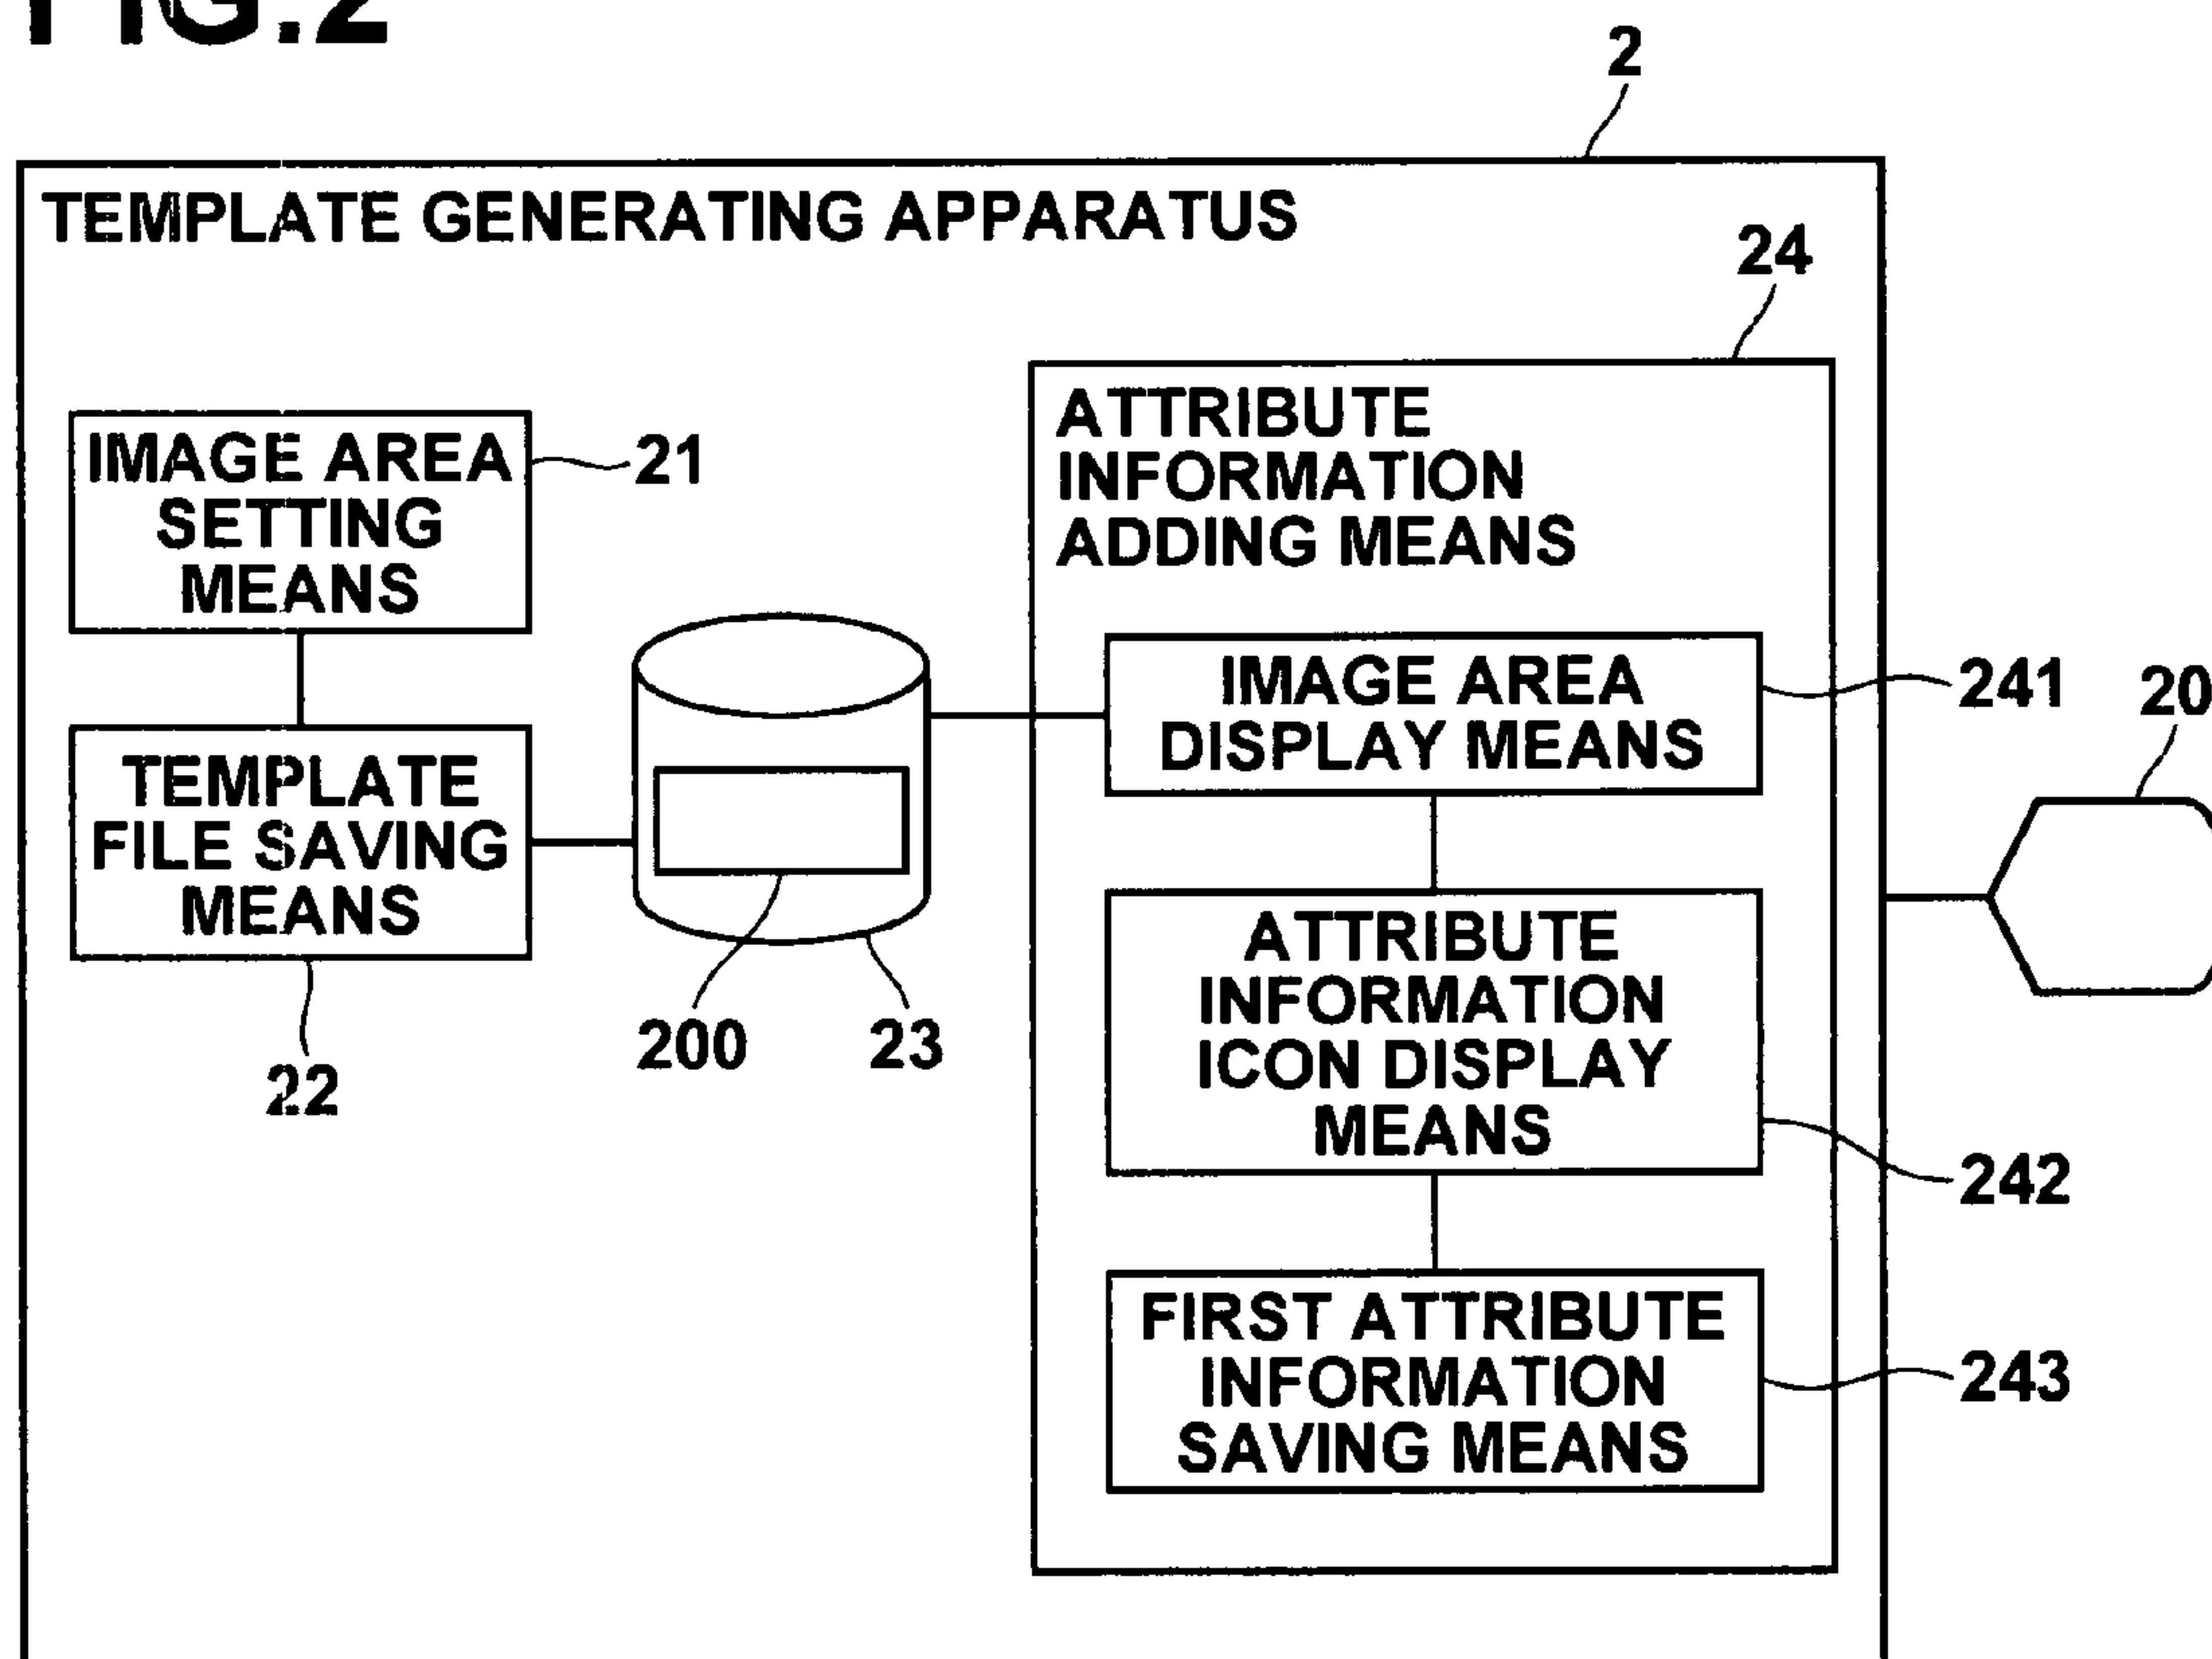 FIG.2
2
TEMPLATE GENERATING APPARATUS
24
IMAGE AREA
SETTING
MEANS
21
TEMPLATE
FILE SAVING
MEANS
22
200
23
ATTRIBUTE
INFORMATION
ADDING MEANS
IMAGE AREA
DISPLAY MEANS
241
20
ATTRIBUTE
INFORMATION
ICON DISPLAY
MEANS
242
FIRST ATTRIBUTE
INFORMATION
SAVING MEANS
243